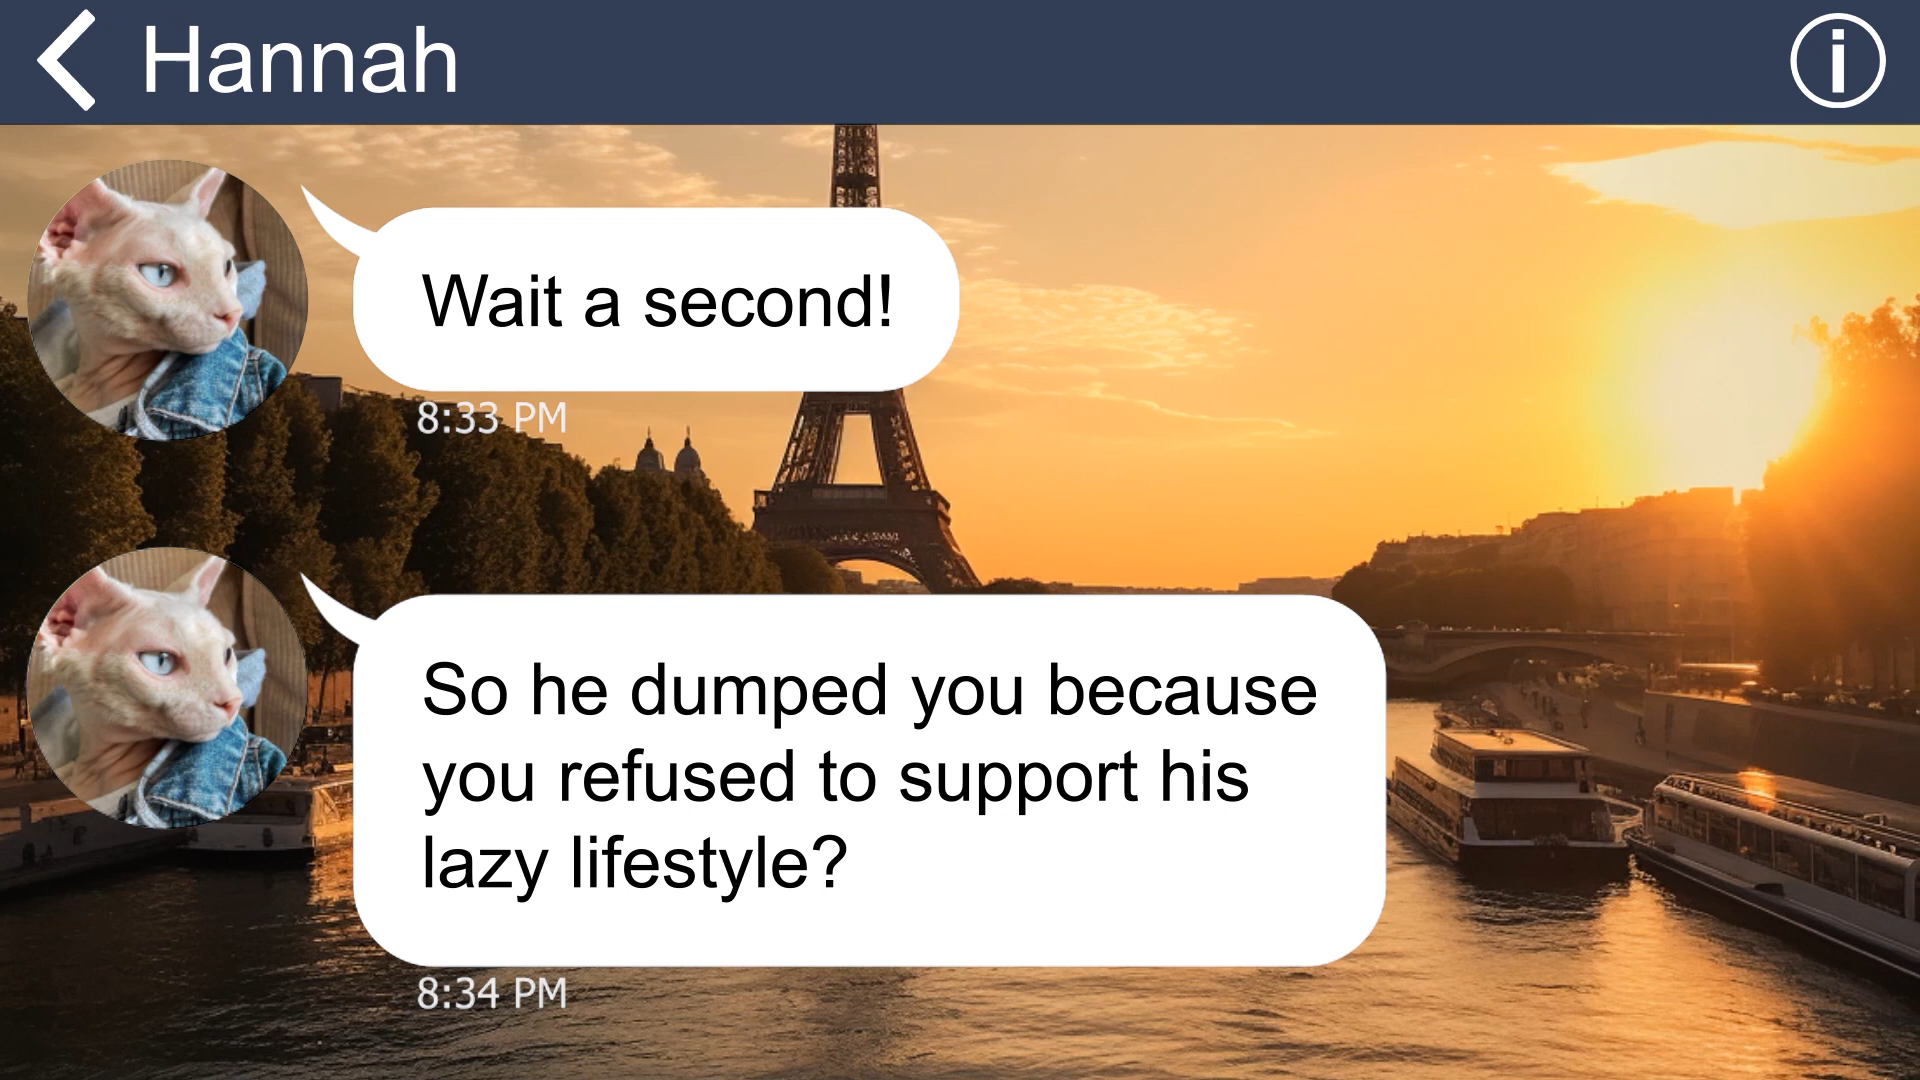 Hannah
Wait a second!
8:33 PM
So he dumped you because
you refused to support his
lazy lifestyle?
8:34 PM